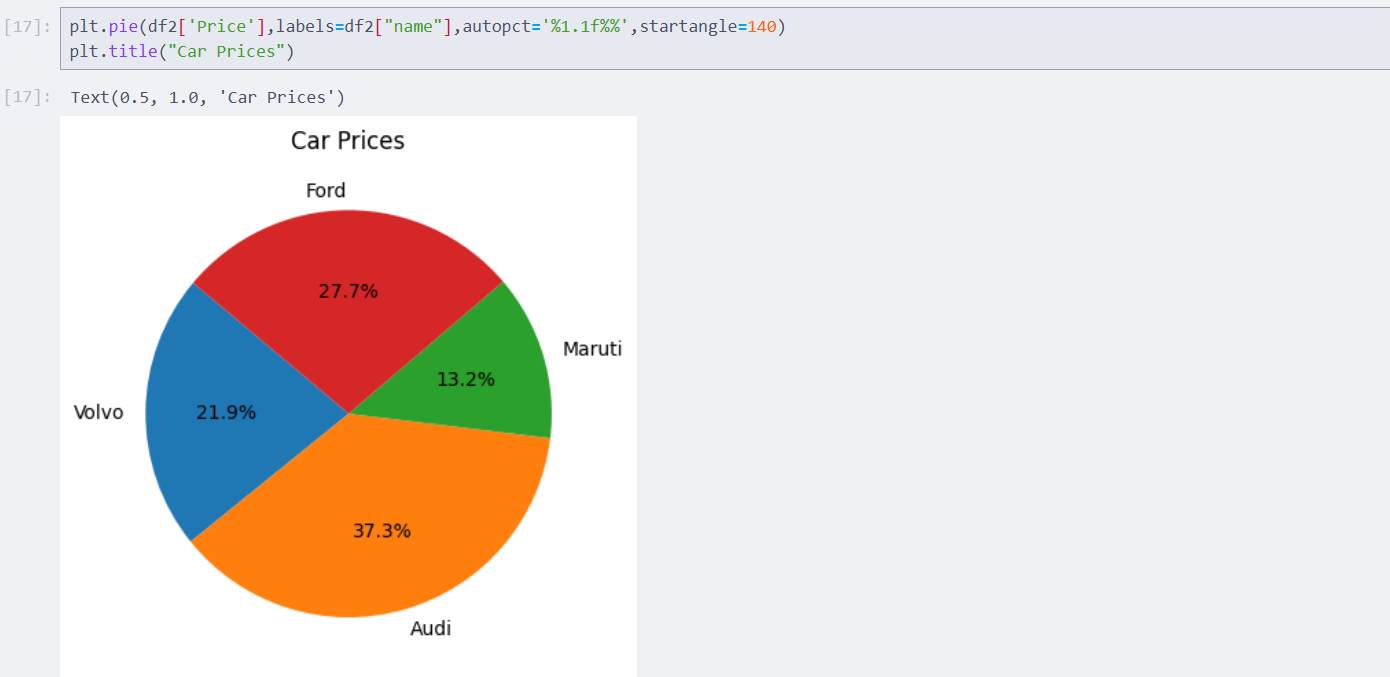 [17]: plt.pie(df2['Price'],labels=df2["name"],autopct='%1.1f%%',startangle=140)
plt.title("Car Prices")
[17]: Text(0.5, 1.0, 'Car Prices')
Car Prices
Ford
27.7%
Maruti
13.2%
Volvo
21.9%
37.3%
Audi